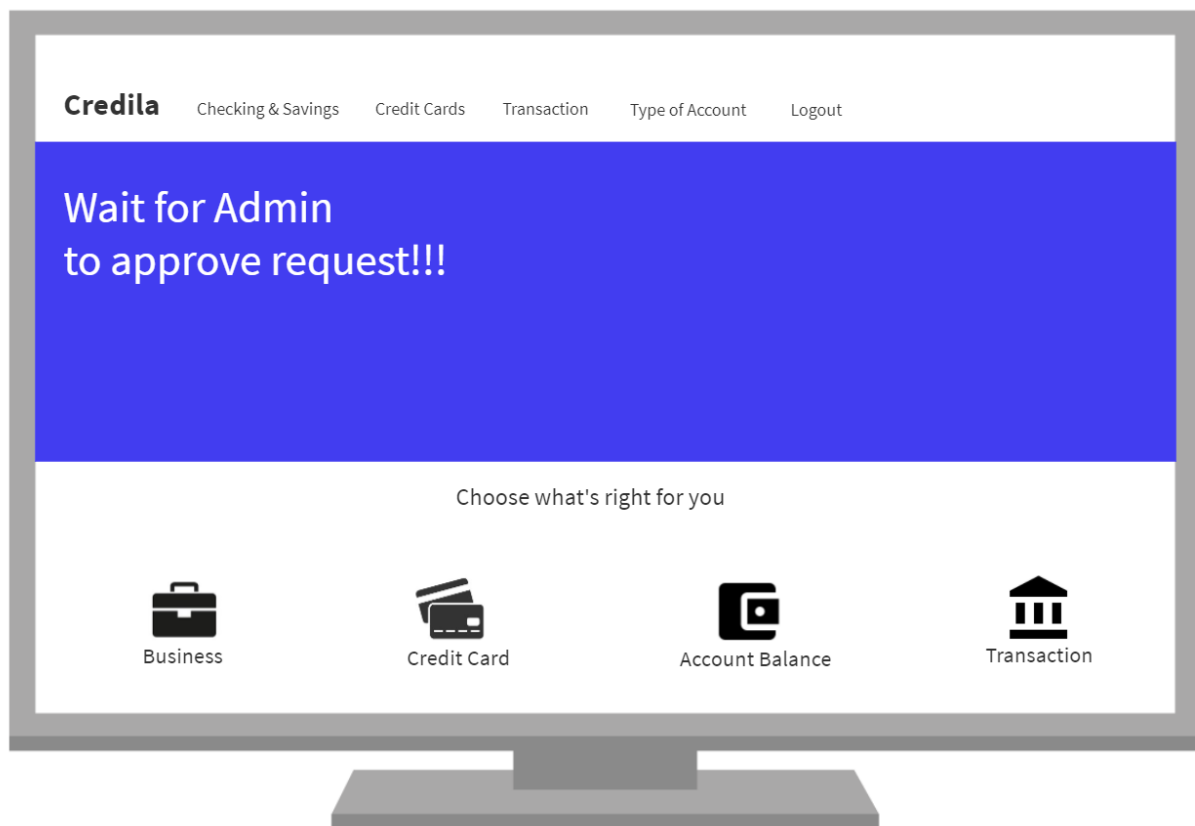 Credila Checking & Savings Credit Cards Transaction Type of Account Logout
Wait for Admin
to approve request!!!
Choose what's right for you
Business Credit Card Account Balance Transaction